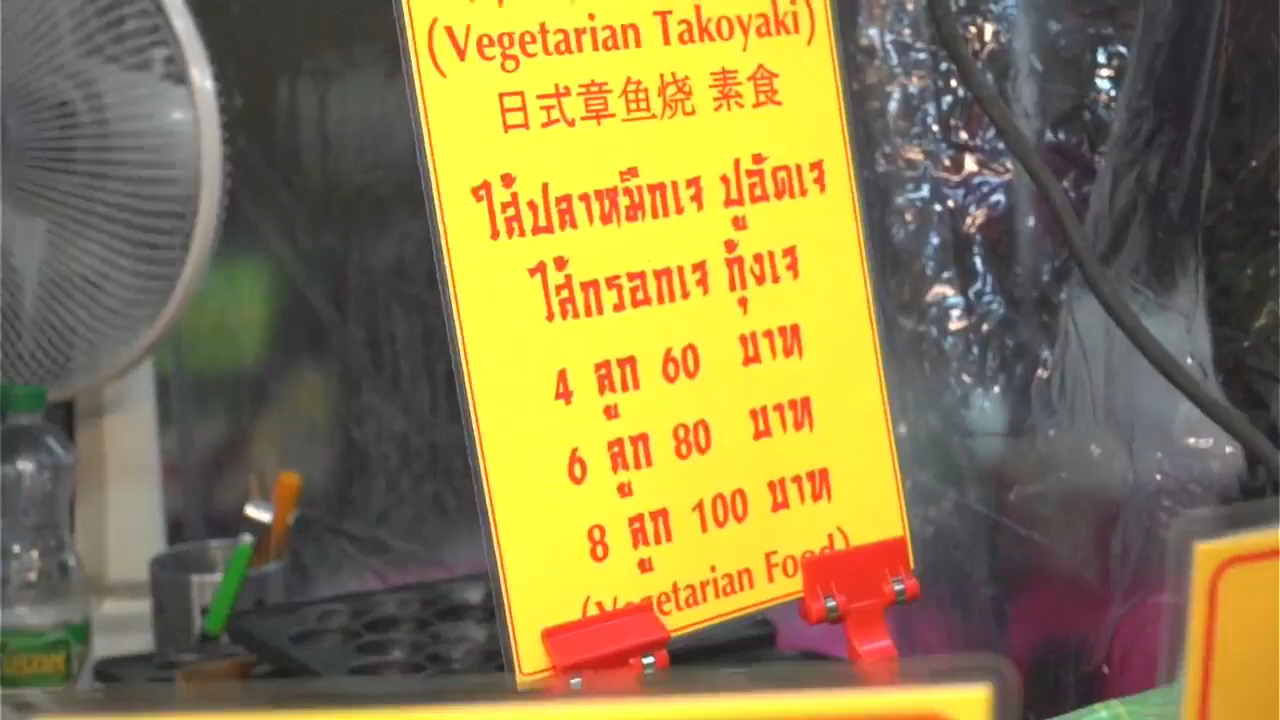 (Vegetarian Takoyaki)
日式章鱼烧 素食
ไส้ปลาหมึกเจ ปูอัดเจ
ไส้กรอกเจ กุ้งเจ
4 ลูก 60 บาท
6 ลูก 80 บาท
8 ลูก 100 บาท
(Vegetarian Food)